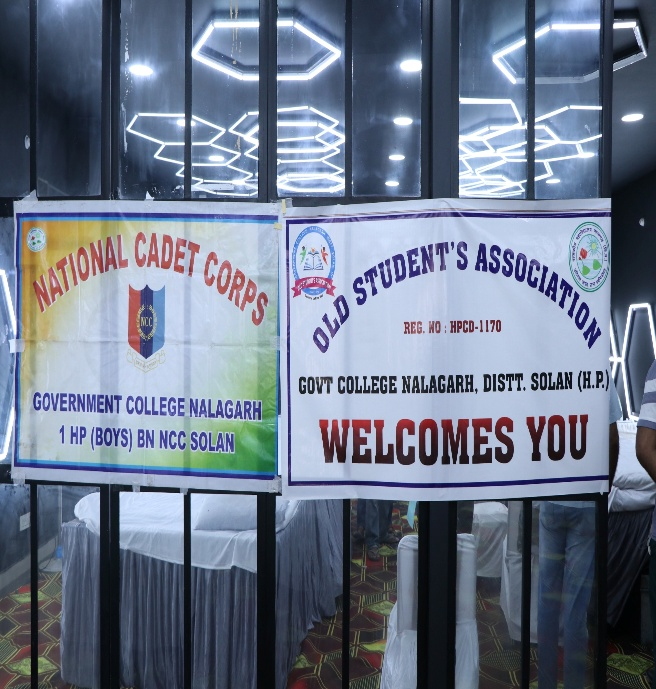 NATIONAL CADET CORPS
NCC
GOVERNMENT COLLEGE NALAGARH
1 HP (BOYS) BN NCC SOLAN
OLD STUDENT'S ASSOCIATION
REG. NO : HPCD-1170
GOVT COLLEGE NALAGARH, DISTT. SOLAN (H.P.)
WELCOMES YOU